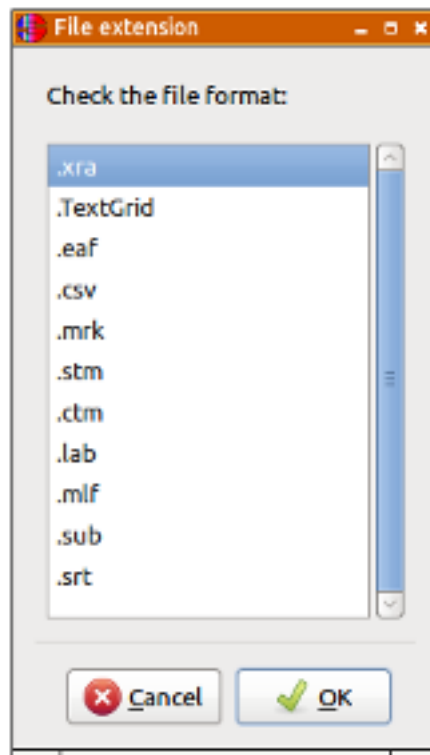 File extension
Check the file format:
.xra
.TextGrid
.eaf
.csv
.mrk
.stm
.ctm
.lab
.mlf
.sub
.srt
Cancel
OK